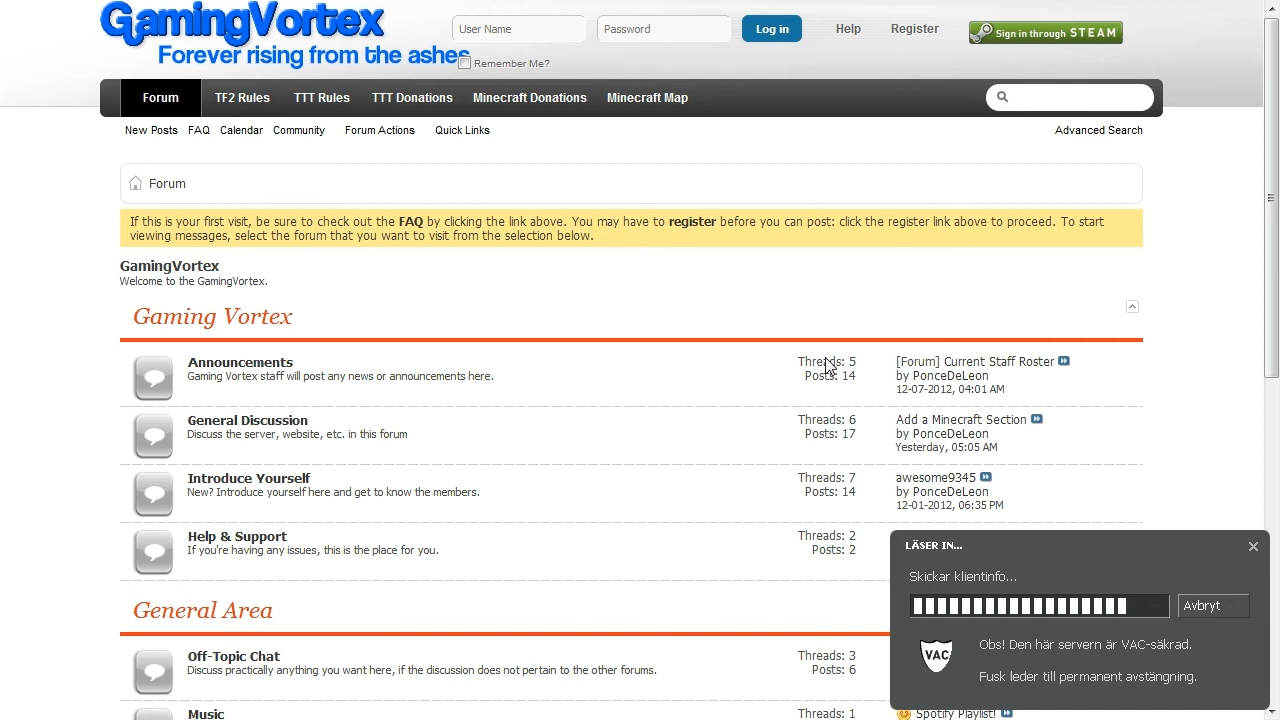 GamingVortex
Forever rising from the ashes
User Name
Password
Log in
Help
Register
Sign in through STEAM
Remember Me?
Forum
TF2 Rules
TTT Rules
TTT Donations
Minecraft Donations
Minecraft Map
New Posts
FAQ
Calendar
Community
Forum Actions
Quick Links
Advanced Search
Forum
If this is your first visit, be sure to check out the FAQ by clicking the link above. You may have to register before you can post: click the register link above to proceed. To start
viewing messages, select the forum that you want to visit from the selection below.
GamingVortex
Welcome to the GamingVortex.
Gaming Vortex
Announcements
Gaming Vortex staff will post any news or announcements here.
Threads: 5
Posts: 14
[Forum] Current Staff Roster
by PonceDeLeon
12-07-2012, 04:01 AM
General Discussion
Discuss the server, website, etc. in this forum
Threads: 6
Posts: 17
Add a Minecraft Section
by PonceDeLeon
Yesterday, 05:05 AM
Introduce Yourself
New? Introduce yourself here and get to know the members.
Threads: 7
Posts: 14
awesome9345
by PonceDeLeon
12-01-2012, 06:35 PM
Help & Support
If you're having any issues, this is the place for you.
Threads: 2
Posts: 2
General Area
Off-Topic Chat
Discuss practically anything you want here, if the discussion does not pertain to the other forums.
Threads: 3
Posts: 6
Music
Threads: 1
Spotify Playlist!
LÄSER IN...
Skickar klientinfo...
Avbryt
VAC
Obs! Den här servern är VAC-säkrad.
Fusk leder till permanent avstängning.